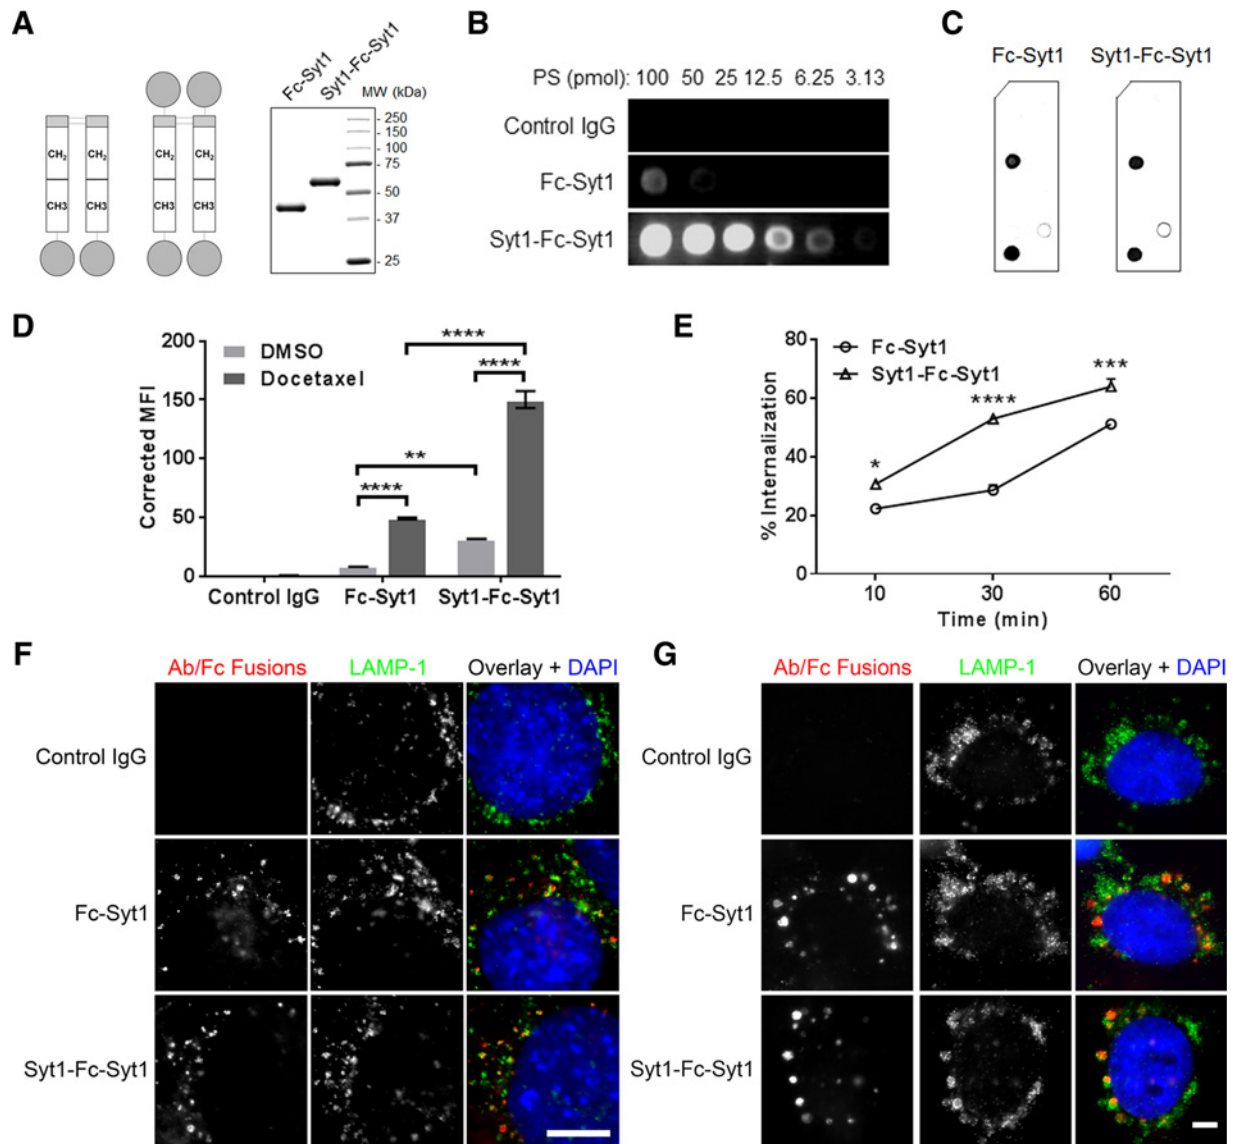 A
Fc-Syt1
Syt1-Fc-Syt1
MW (kDa)
CH2
CH2
CH3
CH3
CH2
CH2
CH3
CH3
- 250
- 150
- 100
- 75
- 50
- 37
- 25
B
PS (pmol): 100 50 25 12.5 6.25 3.13
Control IgG
Fc-Syt1
Syt1-Fc-Syt1
C
Fc-Syt1 Syt1-Fc-Syt1
D
Corrected MFI
200
150
100
50
0
DMSO
Docetaxel
****
****
**
****
Control IgG Fc-Syt1 Syt1-Fc-Syt1
E
% Internalization
80
60
40
20
0
Fc-Syt1
Syt1-Fc-Syt1
*
****
***
10 30 60
Time (min)
F
Ab/Fc Fusions LAMP-1 Overlay + DAPI
Control IgG
Fc-Syt1
Syt1-Fc-Syt1
G
Ab/Fc Fusions LAMP-1 Overlay + DAPI
Control IgG
Fc-Syt1
Syt1-Fc-Syt1